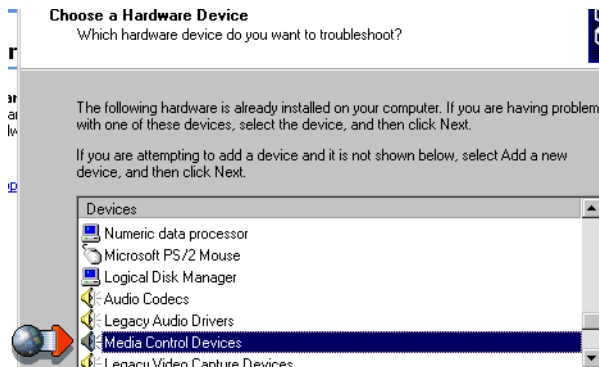 Choose a Hardware Device
Which hardware device do you want to troubleshoot?
The following hardware is already installed on your computer. If you are having problem
with one of these devices, select the device, and then click Next.
If you are attempting to add a device and it is not shown below, select Add a new
device, and then click Next.
Devices
Numeric data processor
Microsoft PS/2 Mouse
Logical Disk Manager
Audio Codecs
Legacy Audio Drivers
Media Control Devices
Legacy Video Capture Devices